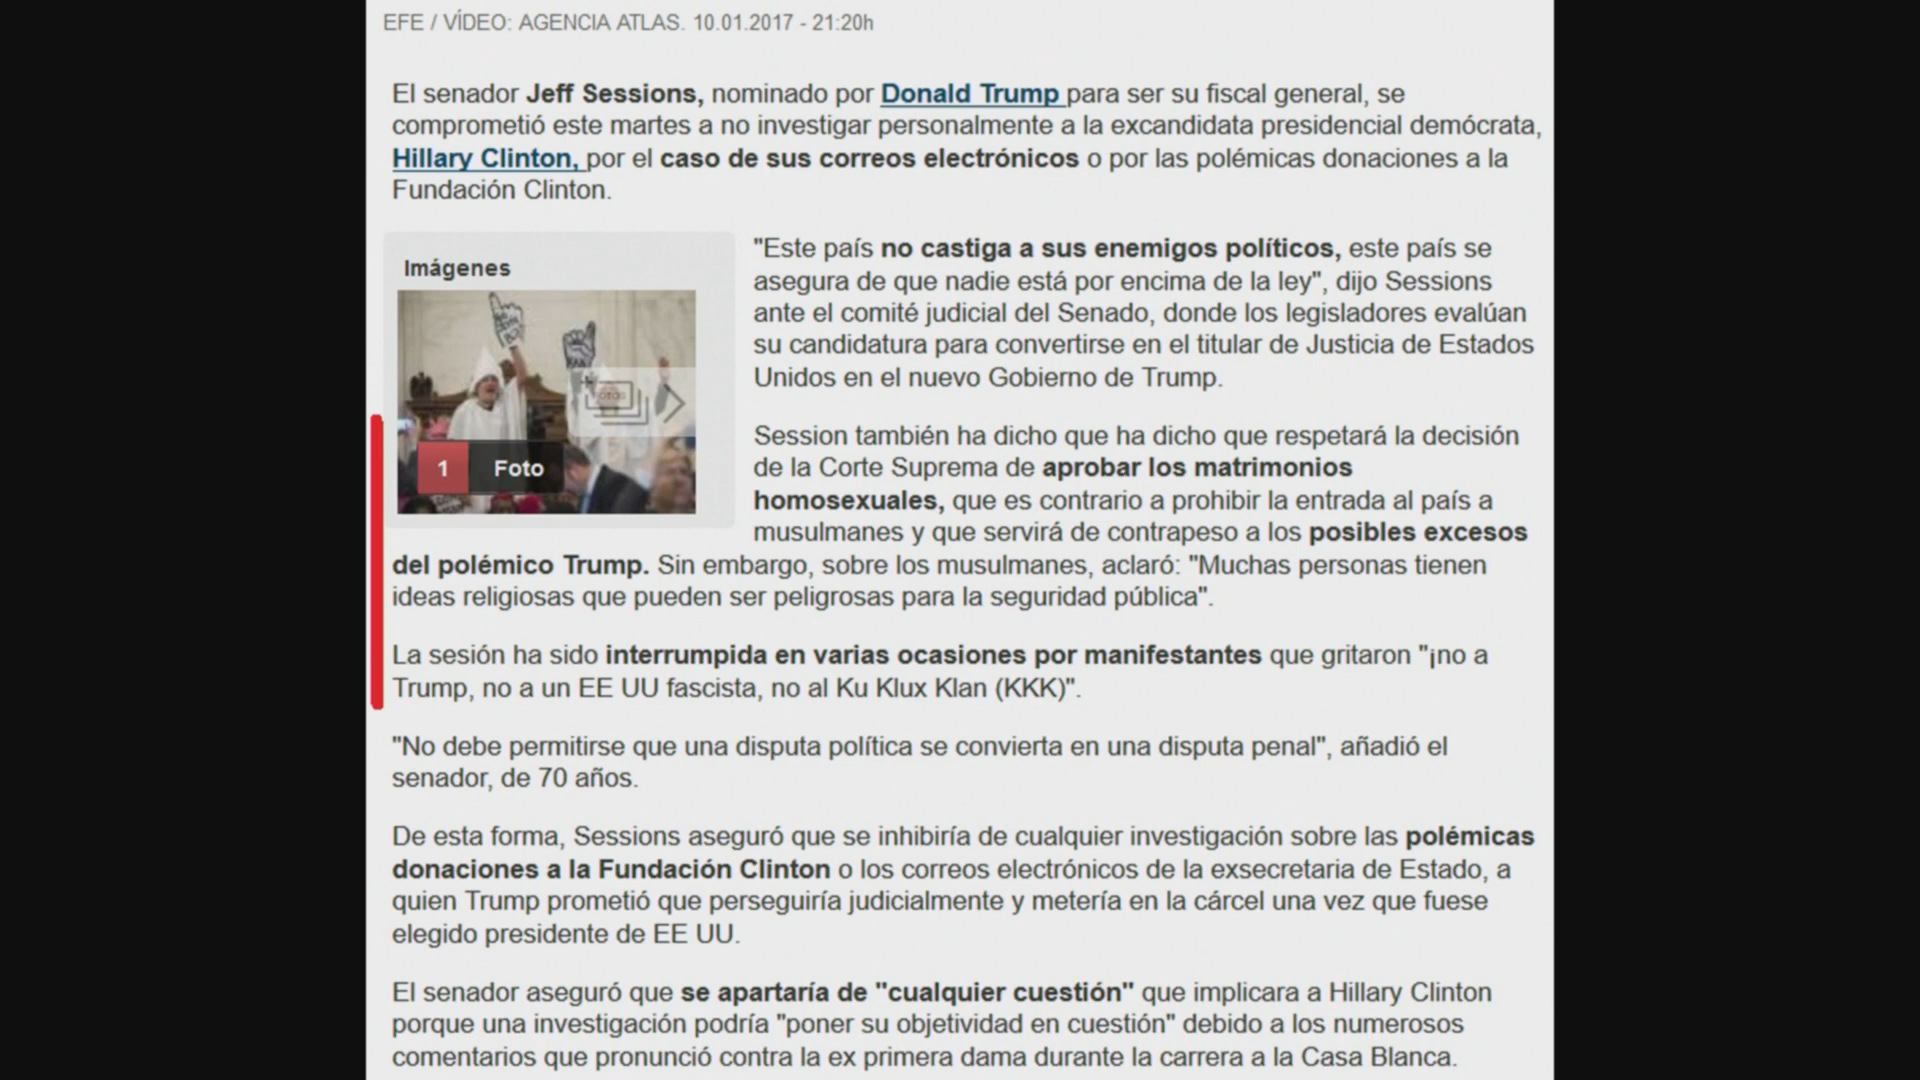 EFE / VÍDEO: AGENCIA ATLAS. 10.01.2017 - 21:20h
El senador Jeff Sessions, nominado por Donald Trump para ser su fiscal general, se
comprometió este martes a no investigar personalmente a la excandidata presidencial demócrata,
Hillary Clinton, por el caso de sus correos electrónicos o por las polémicas donaciones a la
Fundación Clinton.
Imágenes
1 Foto
"Este país no castiga a sus enemigos políticos, este país se
asegura de que nadie está por encima de la ley", dijo Sessions
ante el comité judicial del Senado, donde los legisladores evalúan
su candidatura para convertirse en el titular de Justicia de Estados
Unidos en el nuevo Gobierno de Trump.
Session también ha dicho que ha dicho que respetará la decisión
de la Corte Suprema de aprobar los matrimonios
homosexuales, que es contrario a prohibir la entrada al país a
musulmanes y que servirá de contrapeso a los posibles excesos
del polémico Trump. Sin embargo, sobre los musulmanes, aclaró: "Muchas personas tienen
ideas religiosas que pueden ser peligrosas para la seguridad pública".
La sesión ha sido interrumpida en varias ocasiones por manifestantes que gritaron "¡no a
Trump, no a un EE UU fascista, no al Ku Klux Klan (KKK)".
"No debe permitirse que una disputa política se convierta en una disputa penal", añadió el
senador, de 70 años.
De esta forma, Sessions aseguró que se inhibiría de cualquier investigación sobre las polémicas
donaciones a la Fundación Clinton o los correos electrónicos de la exsecretaria de Estado, a
quien Trump prometió que perseguiría judicialmente y metería en la cárcel una vez que fuese
elegido presidente de EE UU.
El senador aseguró que se apartaría de "cualquier cuestión" que implicara a Hillary Clinton
porque una investigación podría "poner su objetividad en cuestión" debido a los numerosos
comentarios que pronunció contra la ex primera dama durante la carrera a la Casa Blanca.